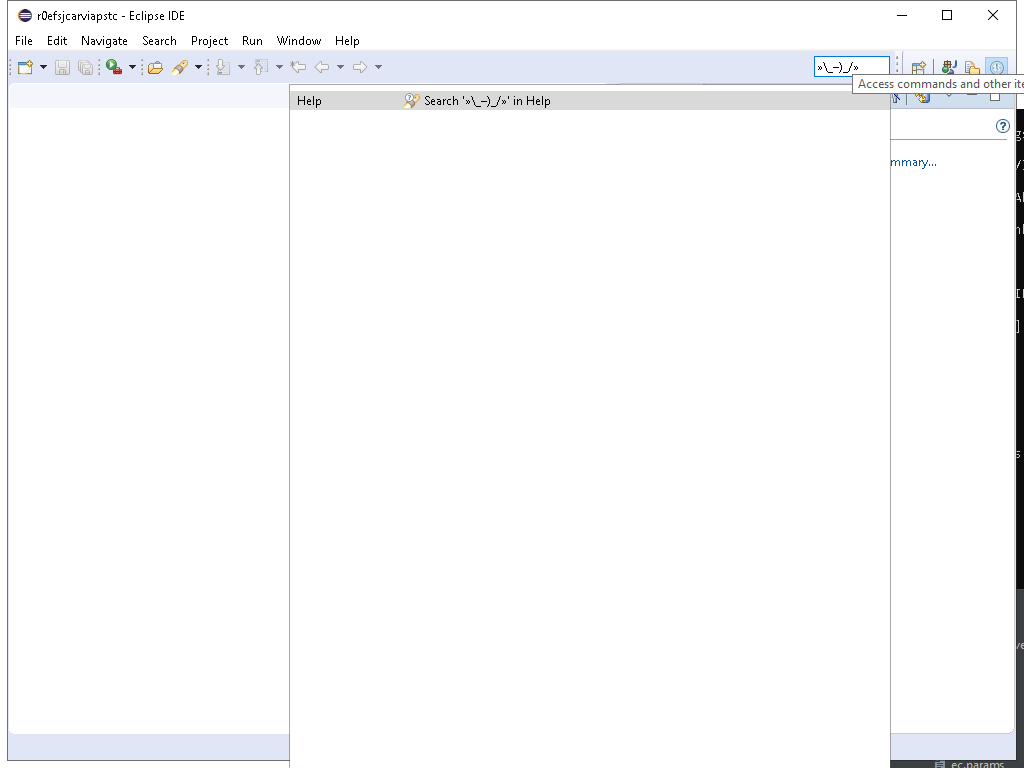 r0efsjcarviapstc - Eclipse IDE
File Edit Navigate Search Project Run Window Help
»\_–)_/»
Access commands and other ite
Help Search '»\_–)_/»' in Help
mmary...
ec.params